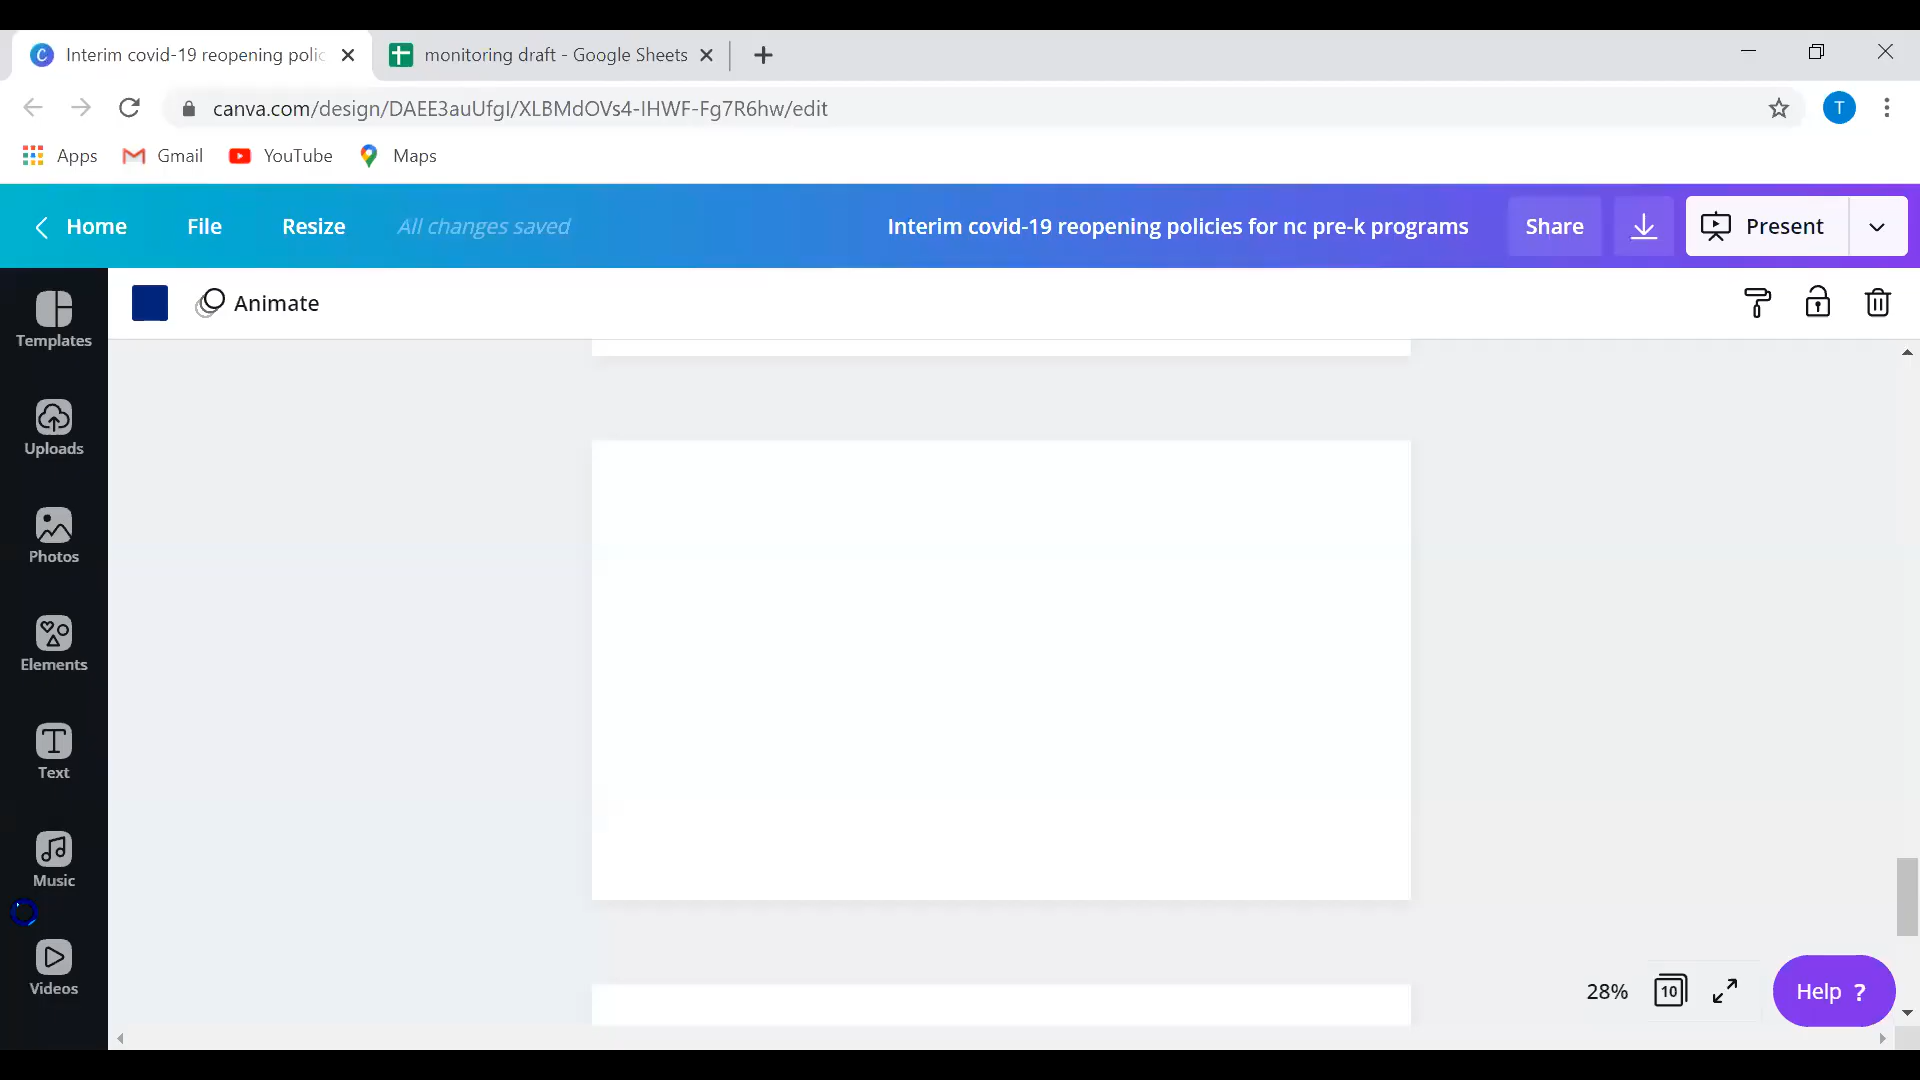 Interim covid-19 reopening polic
monitoring draft - Google Sheets
canva.com/design/DAEE3auUfgI/XLBMdOVs4-IHWF-Fg7R6hw/edit
T
Apps
Gmail
YouTube
Maps
Home
File
Resize
All changes saved
Interim covid-19 reopening policies for nc pre-k programs
Share
Present
Animate
Templates
Uploads
Photos
Elements
Text
Music
Videos
28%
10
Help ?